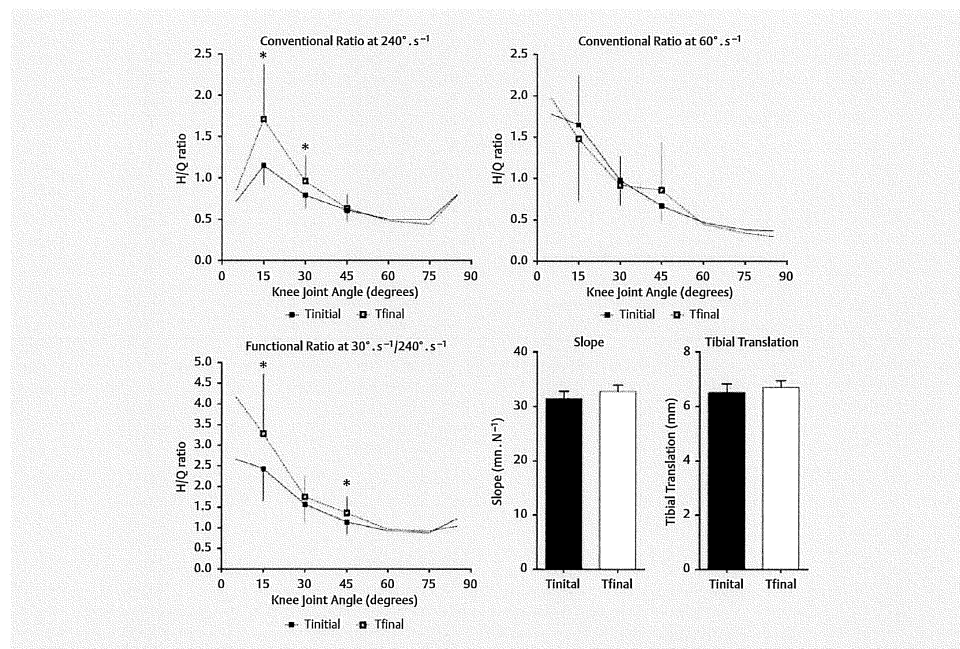 Conventional Ratio at 240°.s⁻¹
2.5
2.0
1.5
1.0
0.5
0.0
H/Q ratio
*
*
0 15 30 45 60 75 90
Knee Joint Angle (degrees)
Tinitial Tfinal
Conventional Ratio at 60°.s⁻¹
2.5
2.0
1.5
1.0
0.5
0.0
H/Q ratio
0 15 30 45 60 75 90
Knee Joint Angle (degrees)
Tinitial Tfinal
Functional Ratio at 30°.s⁻¹/240°.s⁻¹
5.0
4.5
4.0
3.5
3.0
2.5
2.0
1.5
1.0
0.5
0.0
H/Q ratio
*
*
0 15 30 45 60 75 90
Knee Joint Angle (degrees)
Tinitial Tfinal
Slope
40
30
20
10
0
Slope (mn.N⁻¹)
Tinital Tfinal
Tibial Translation
8
6
4
2
0
Tibial Translation (mm)
Tinital Tfinal